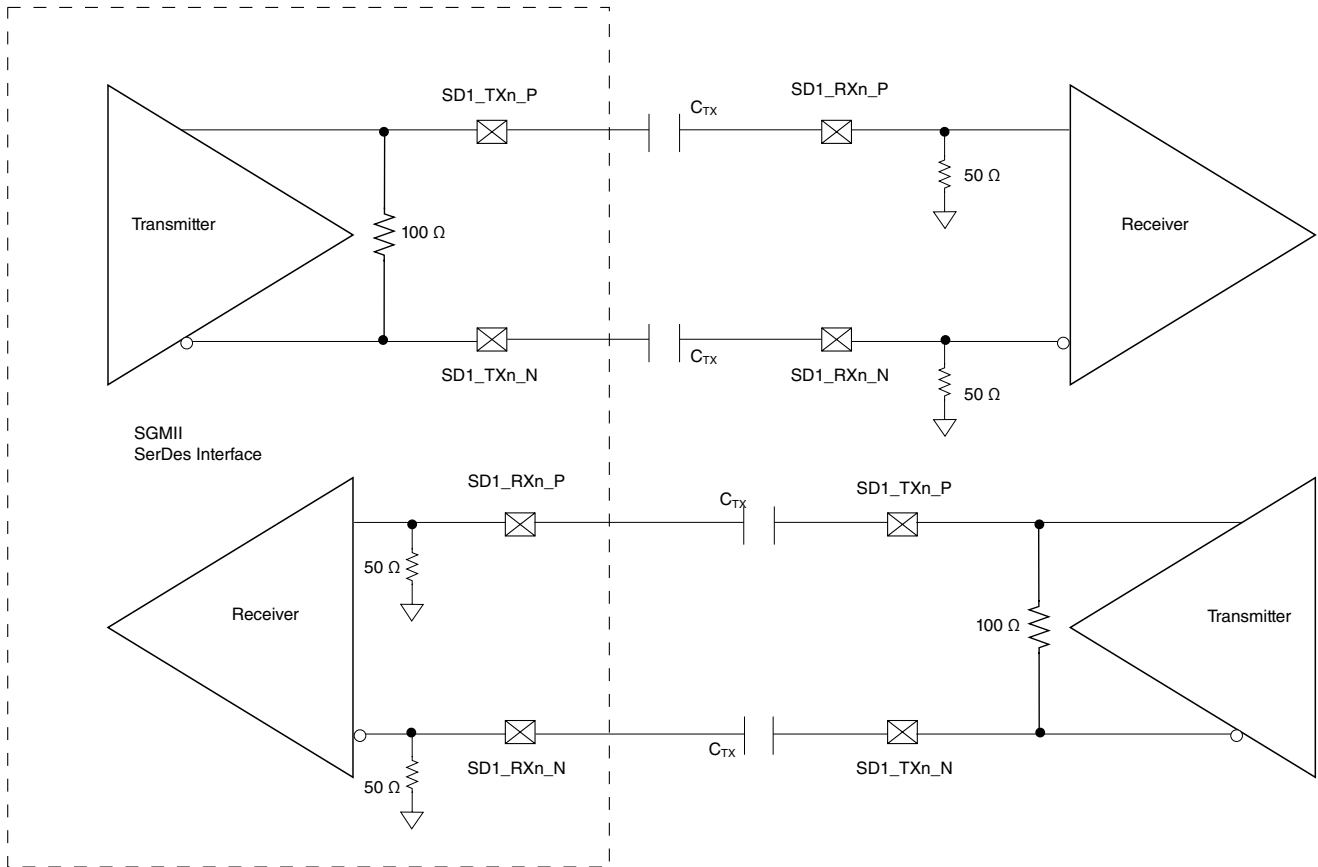 SD1_TXn_P
C_TX
SD1_RXn_P
50 Ω
Transmitter
100 Ω
Receiver
C_TX
SD1_TXn_N
SD1_RXn_N
50 Ω
SGMII
SerDes Interface
SD1_RXn_P
C_TX
SD1_TXn_P
50 Ω
Receiver
100 Ω
Transmitter
C_TX
SD1_RXn_N
SD1_TXn_N
50 Ω